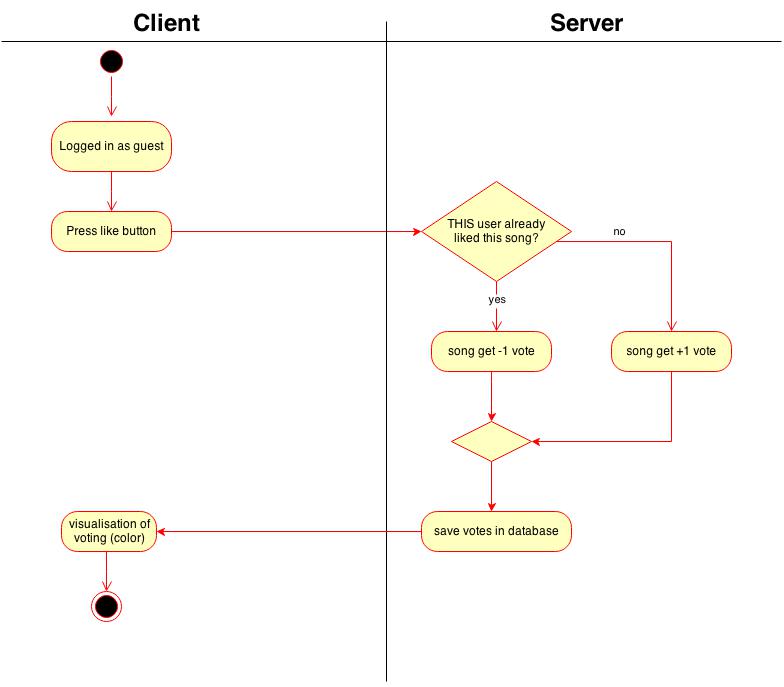 Client
Server
Logged in as guest
Press like button
THIS user already
liked this song?
no
yes
song get -1 vote
song get +1 vote
visualisation of
voting (color)
save votes in database